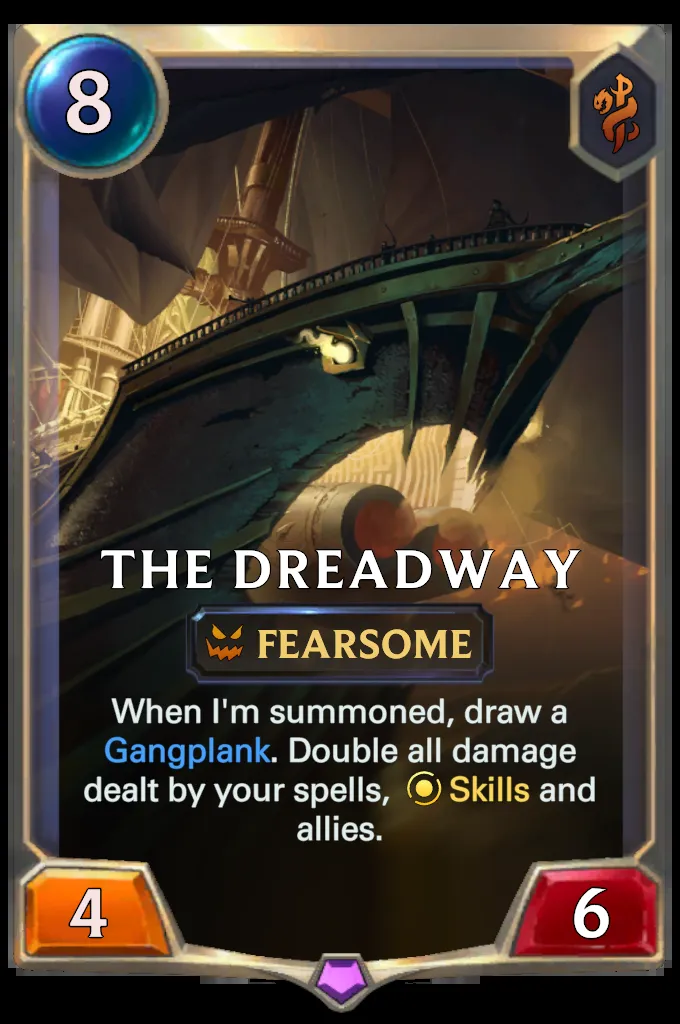 8
THE DREADWAY
FEARSOME
When I'm summoned, draw a
Gangplank. Double all damage
dealt by your spells, Skills and
allies.
4
6